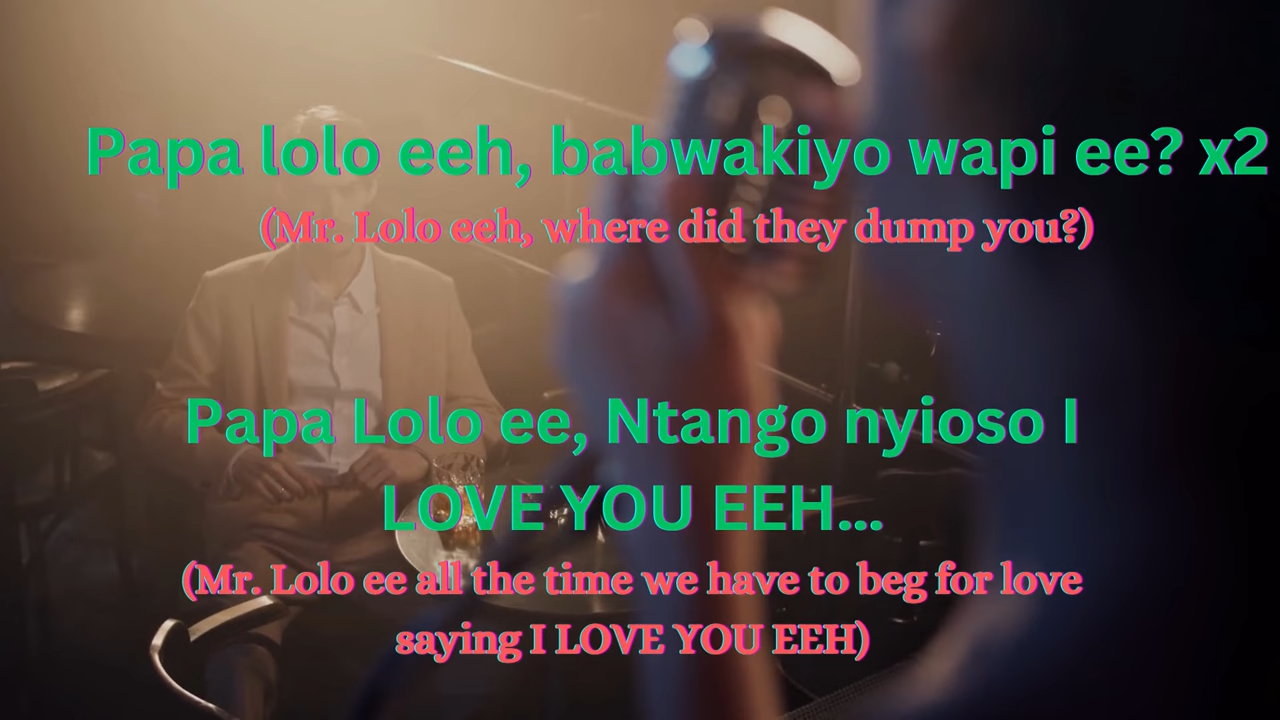 Papa lolo eeh, babwakiyo wapi ee? x2
(Mr. Lolo eeh, where did they dump you?)
Papa Lolo ee, Ntango nyioso I
LOVE YOU EEH...
(Mr. Lolo ee all the time we have to beg for love
saying I LOVE YOU EEH)